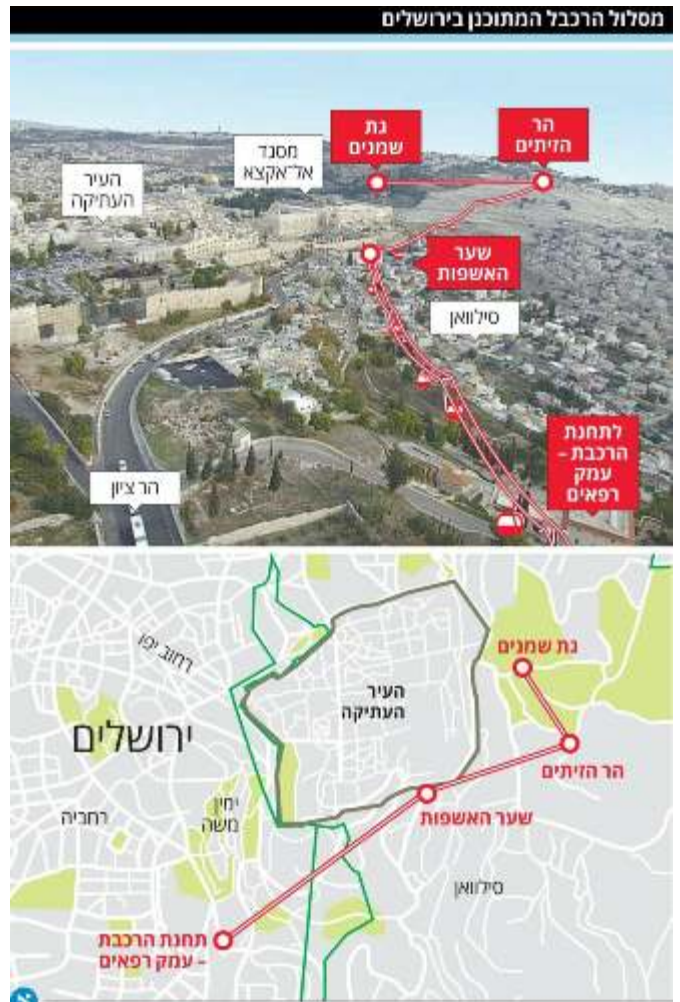 מסלול הרכבל המתוכנן בירושלים
הר
הזיתים
גת
שמנים
מסגד
אל־אקצא
העיר
העתיקה
שער
האשפות
סילוואן
לתחנת
הרכבת –
עמק
רפאים
הר ציון
רחוב יפו
גת שמנים
העיר
העתיקה
ירושלים
הר הזיתים
ימין
משה
רחביה
שער האשפות
סילוואן
תחנת הרכבת
– עמק רפאים